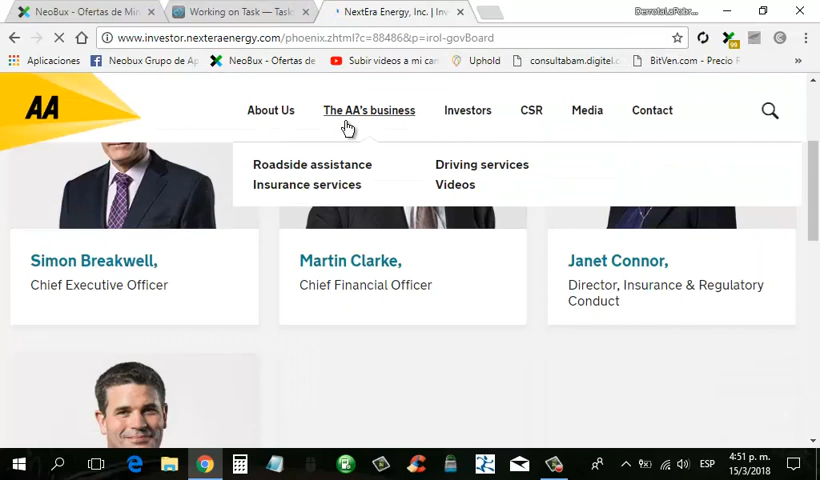 NeoBux - Ofertas de Min
Working on Task — Task
NextEra Energy, Inc. | Inv
DerrotaLaPobr...
www.investor.nexteraenergy.com/phoenix.zhtml?c=88486&p=irol-govBoard
Aplicaciones
Neobux Grupo de Ap
NeoBux - Ofertas de
Subir videos a mi can
Uphold
consultabam.digitel.c
BitVen.com - Precio
AA
About Us
The AA's business
Investors
CSR
Media
Contact
Roadside assistance
Driving services
Insurance services
Videos
Simon Breakwell,
Chief Executive Officer
Martin Clarke,
Chief Financial Officer
Janet Connor,
Director, Insurance & Regulatory
Conduct
ESP
4:51 p. m.
15/3/2018